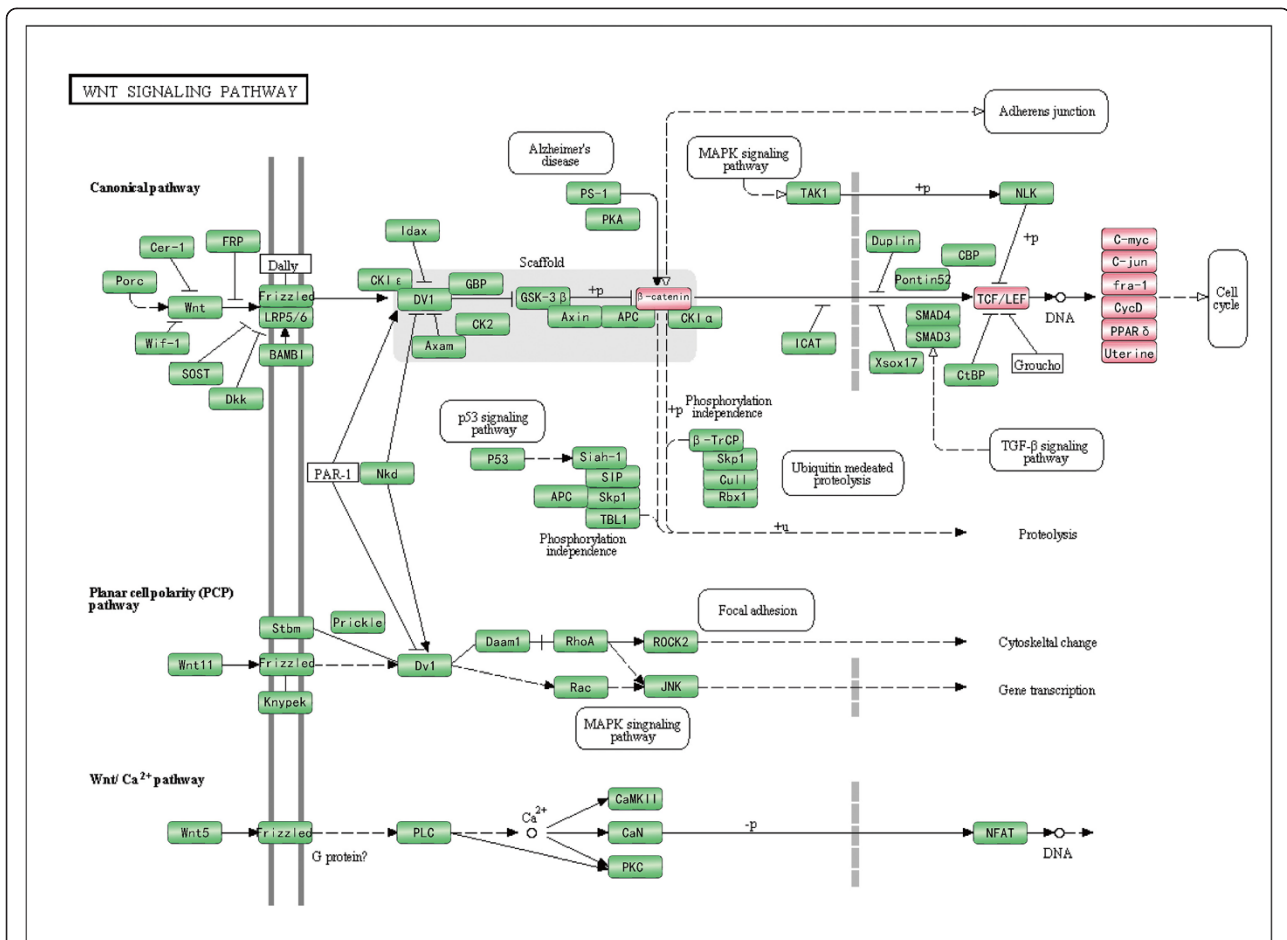 WNT SIGNALING PATHWAY
Adherens junction
Alzheimer's
disease
MAPK signaling
pathway
Canonical pathway
PS-1
PKA
TAK1
+p
NLK
Cer-1
FRP
Idax
Duplin
CBP
+p
C-myc
C-jun
fra-1
CycD
PPAR δ
Uterine
Cell
cycle
Porc
Dally
Scaffold
Pontin52
Wnt
Frizzled
LRP5/6
CKI ε
DV1
GBP
GSK-3 β
+p
β-catenin
TCF/LEF
DNA
Axin
APC
CKI α
SMAD4
SMAD3
CK2
Wif-1
BAMBI
Axam
ICAT
Xsox17
CtBP
Groucho
SOST
Dkk
+p
Phosphorylation
independence
p53 signaling
pathway
TGF-β signaling
pathway
PAR-1
Nkd
P53
Siah-1
SIP
APC
Skp1
TBL1
β-TrCP
Skp1
Cull
Rbx1
Ubiquitin medeated
proteolysis
Phosphorylation
independence
+u
Proteolysis
Planar cell polarity (PCP)
pathway
Stbm
Prickle
Daam1
RhoA
ROCK2
Focal adhesion
Cytoskeltal change
Wnt11
Frizzled
Dv1
Rac
JNK
Gene transcription
Knypek
MAPK singnaling
pathway
Wnt/ Ca2+ pathway
CaMKII
Ca2+
Wnt5
Frizzled
PLC
CaN
-p
NFAT
DNA
G protein?
PKC